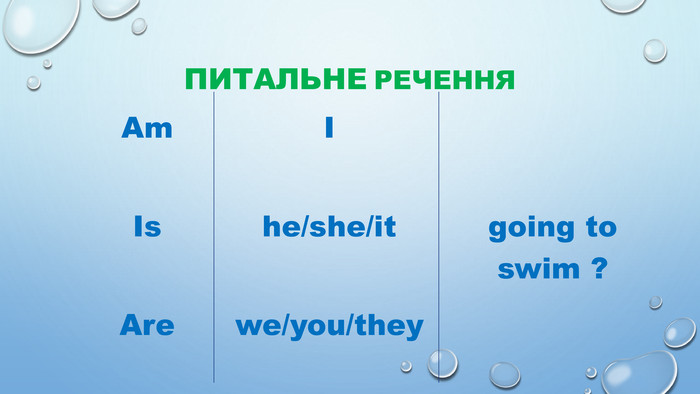 ПИТАЛЬНЕ РЕЧЕННЯ
Am I
Is he/she/it going to
swim ?
Are we/you/they